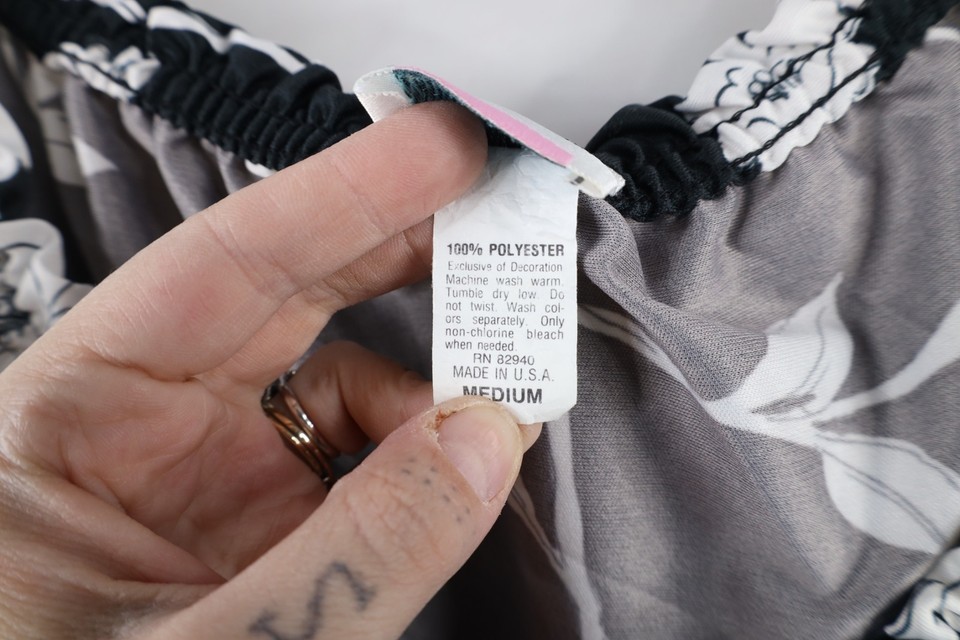 100% POLYESTER
Exclusive of Decoration
Machine wash warm.
Tumble dry low. Do
not twist. Wash col-
ors separately. Only
non-chlorine bleach
when needed.
RN 82940
MADE IN U.S.A.
MEDIUM